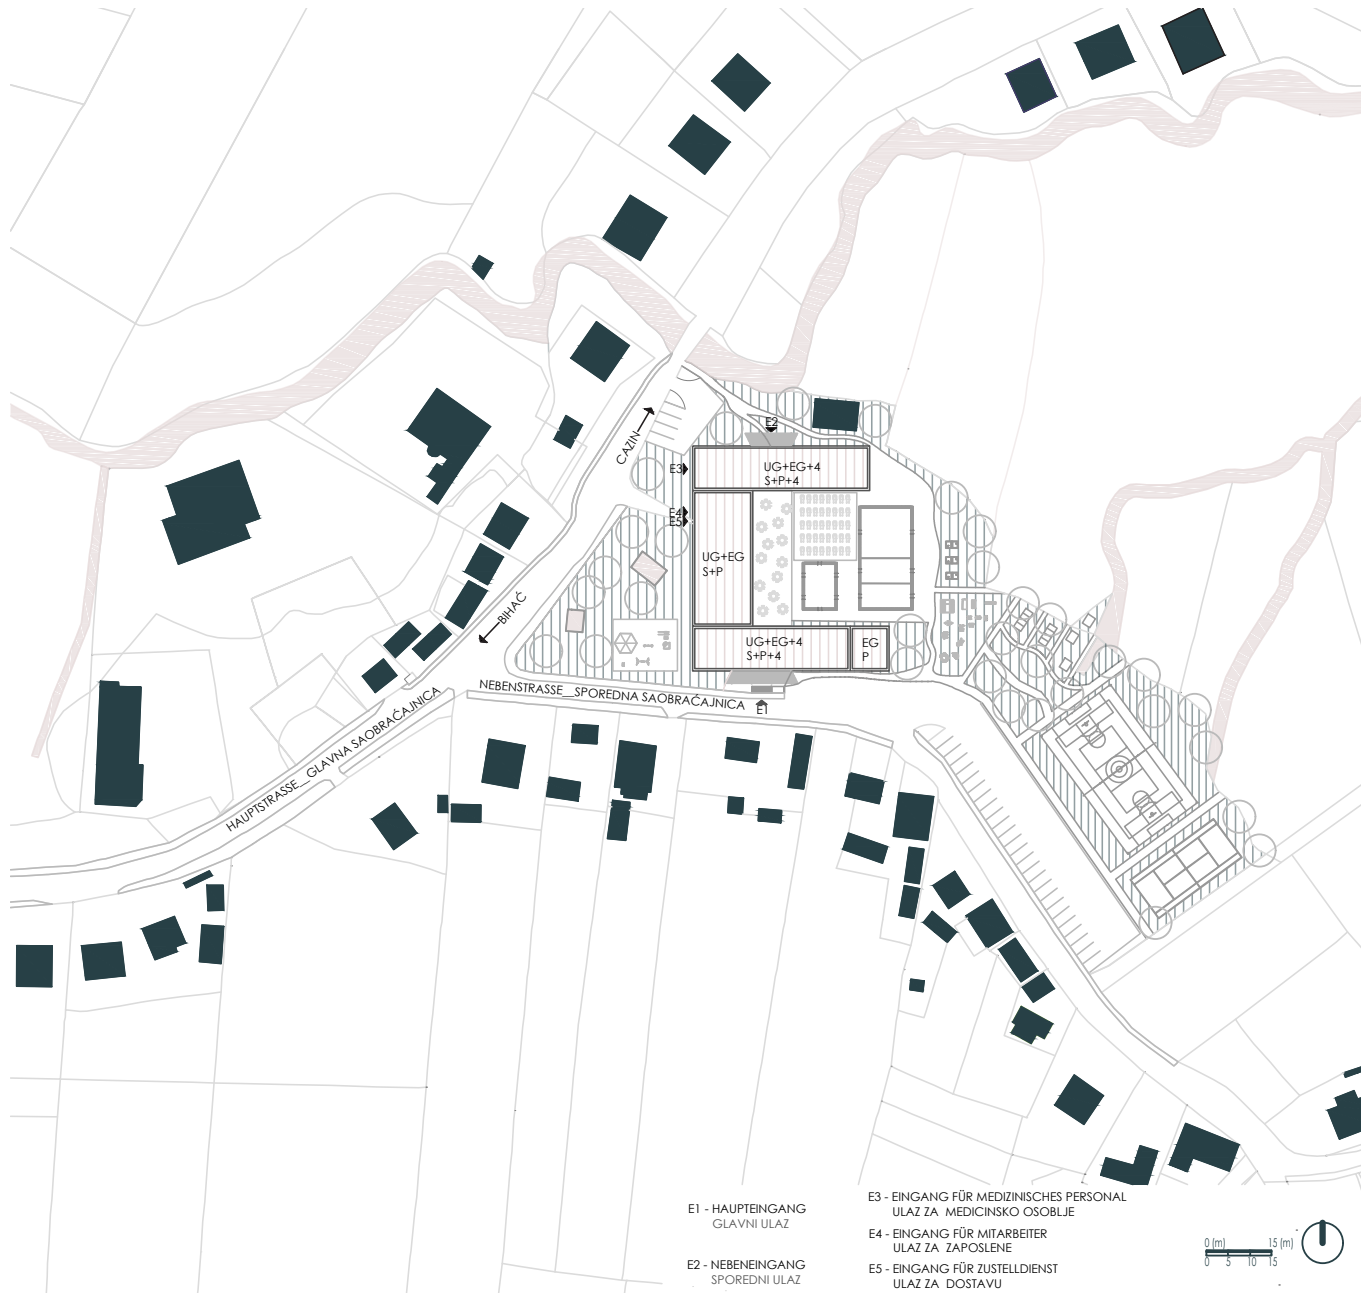 CAZIN
E2
E3
UG+EG+4
S+P+4
E4
E5
UG+EG
S+P
BIHAĆ
UG+EG+4
S+P+4
EG
P
NEBENSTRASSE__SPOREDNA SAOBRAĆAJNICA
E1
HAUPTSTRASSE__GLAVNA SAOBRAĆAJNICA
E1 - HAUPTEINGANG
GLAVNI ULAZ
E2 - NEBENEINGANG
SPOREDNI ULAZ
E3 - EINGANG FÜR MEDIZINISCHES PERSONAL
ULAZ ZA MEDICINSKO OSOBLJE
E4 - EINGANG FÜR MITARBEITER
ULAZ ZA ZAPOSLENE
E5 - EINGANG FÜR ZUSTELLDIENST
ULAZ ZA DOSTAVU
0 (m) 15 (m)
0 5 10 15